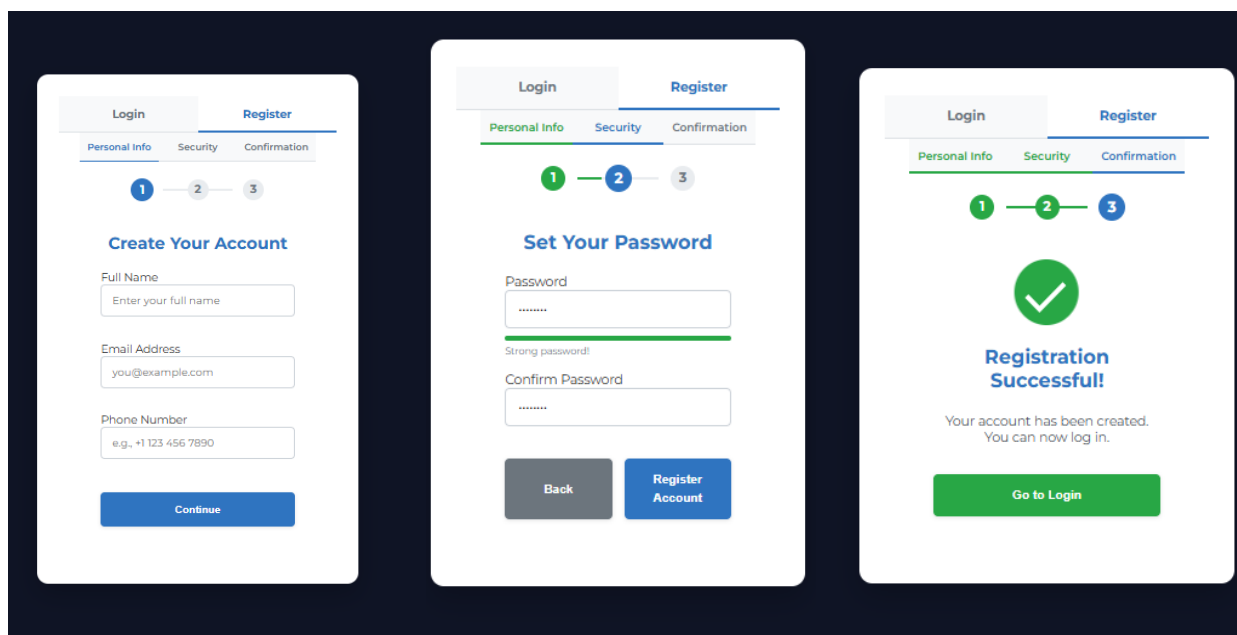 Login Register
Personal Info Security Confirmation
1 2 3
Create Your Account
Full Name
Enter your full name
Email Address
you@example.com
Phone Number
e.g., +1 123 456 7890
Continue
Login Register
Personal Info Security Confirmation
1 2 3
Set Your Password
Password
........
Strong password!
Confirm Password
........
Back
Register
Account
Login Register
Personal Info Security Confirmation
1 2 3
Registration
Successful!
Your account has been created.
You can now log in.
Go to Login